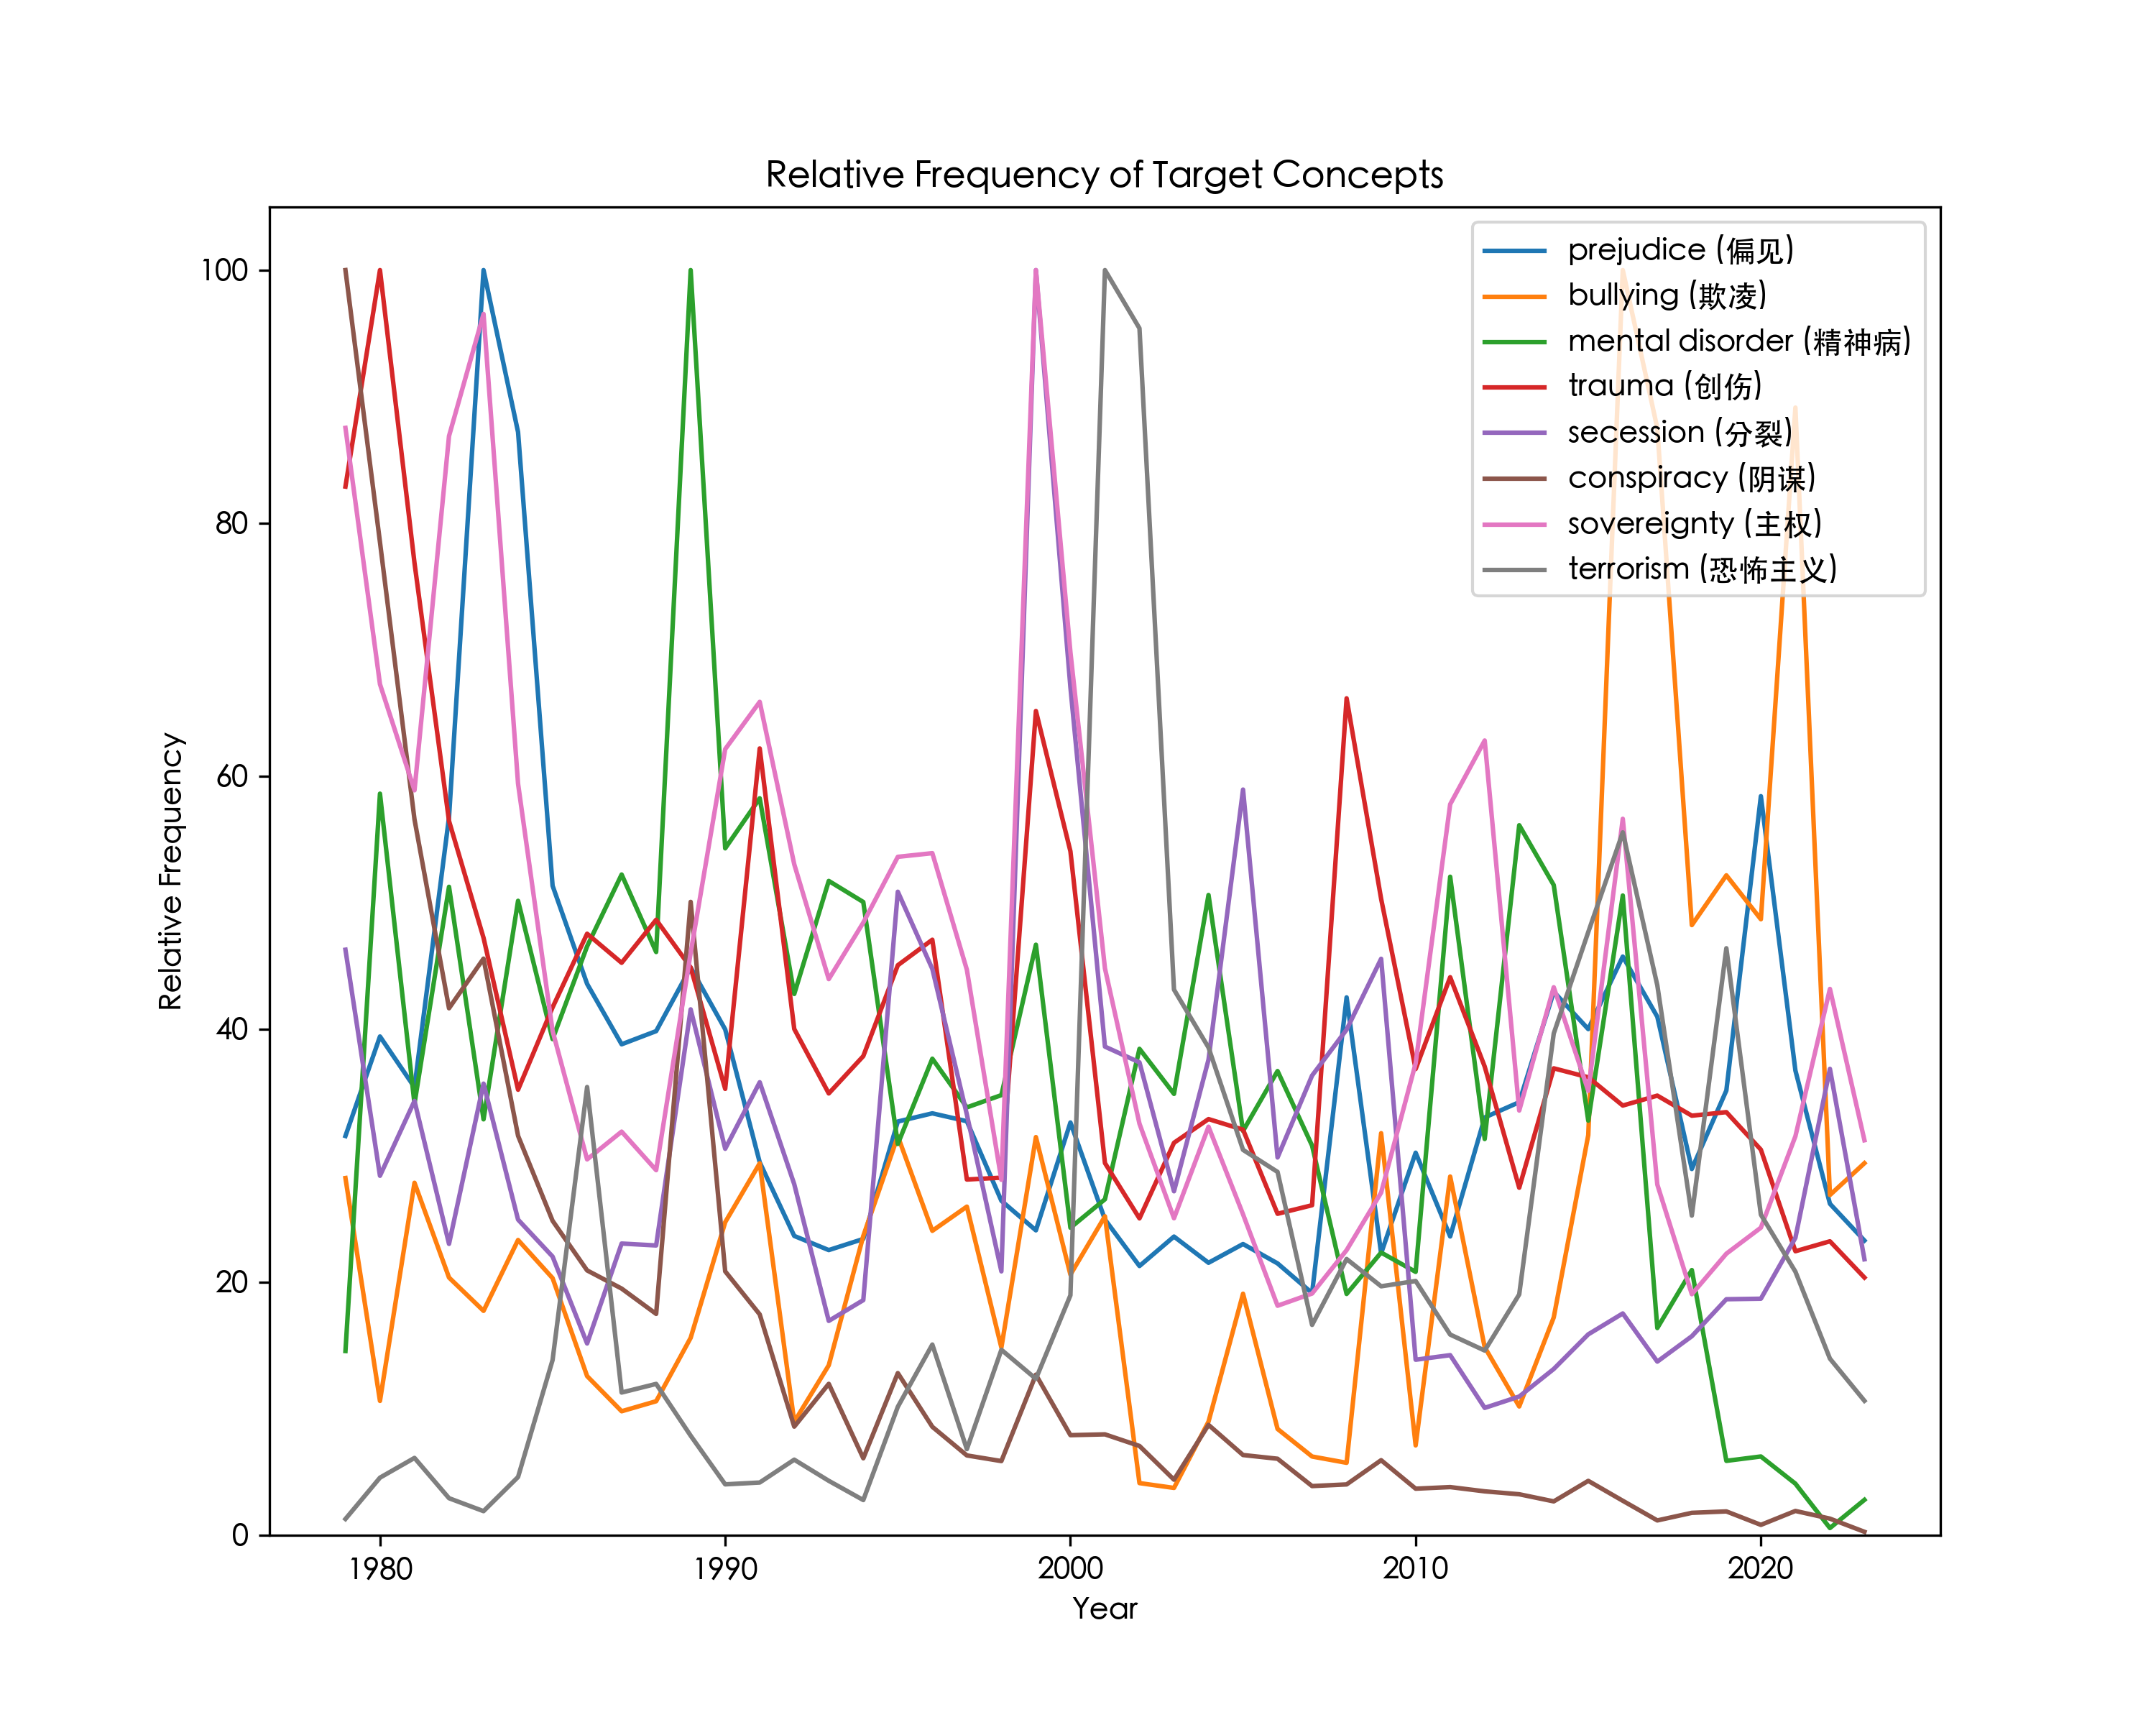 Relative Frequency of Target Concepts
Relative Frequency
100
80
60
40
20
0
prejudice (偏见)
bullying (欺凌)
mental disorder (精神病)
trauma (创伤)
secession (分裂)
conspiracy (阴谋)
sovereignty (主权)
terrorism (恐怖主义)
1980 1990 2000 2010 2020
Year